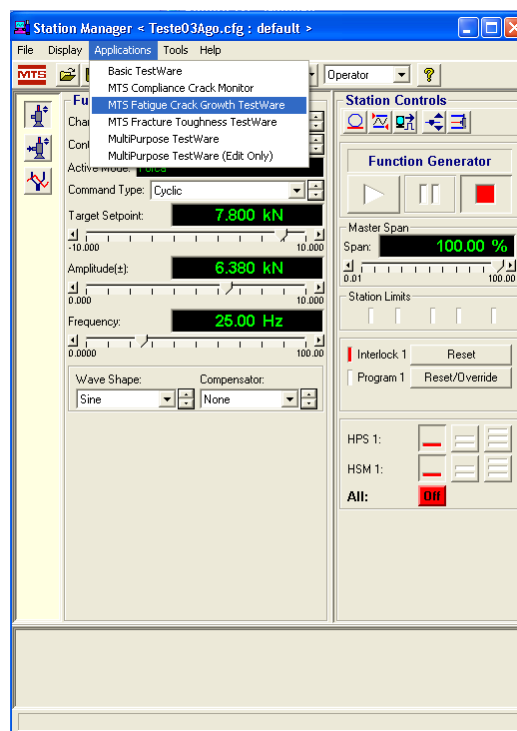 Station Manager < Teste03Ago.cfg : default >
File Display Applications Tools Help
MTS
Operator
Basic TestWare
MTS Compliance Crack Monitor
MTS Fatigue Crack Growth TestWare
MTS Fracture Toughness TestWare
MultiPurpose TestWare
MultiPurpose TestWare (Edit Only)
Active Mode: Force
Command Type: Cyclic
Target Setpoint: 7.800 kN
-10.000 10.000
Amplitude(±): 6.380 kN
0.000 10.000
Frequency: 25.00 Hz
0.0000 100.00
Wave Shape: Compensator:
Sine None
Station Controls
Function Generator
Master Span
Span: 100.00 %
0.01 100.00
Station Limits
Interlock 1 Reset
Program 1 Reset/Override
HPS 1:
HSM 1:
All: Off